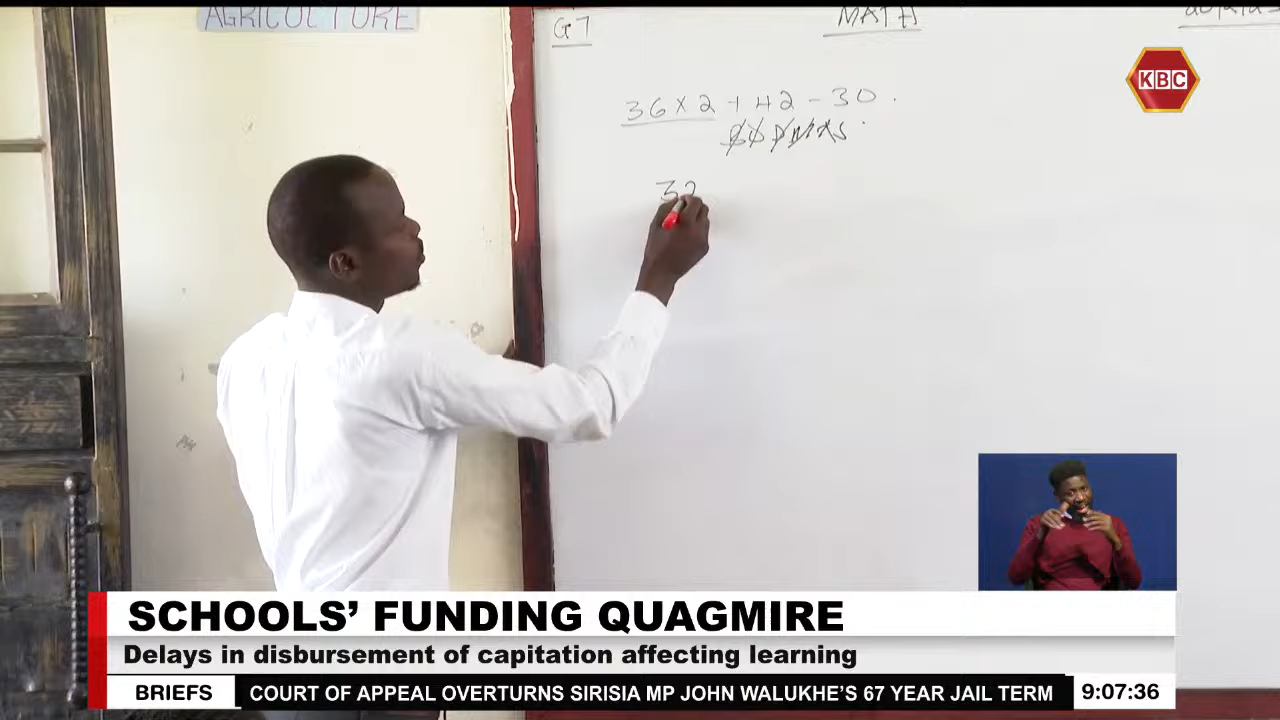 AGRICULTURE
G7
MATH
KBC
36 × 2 + 42 - 30 .
32
SCHOOLS' FUNDING QUAGMIRE
Delays in disbursement of capitation affecting learning
BRIEFS
COURT OF APPEAL OVERTURNS SIRISIA MP JOHN WALUKHE'S 67 YEAR JAIL TERM
9:07:36